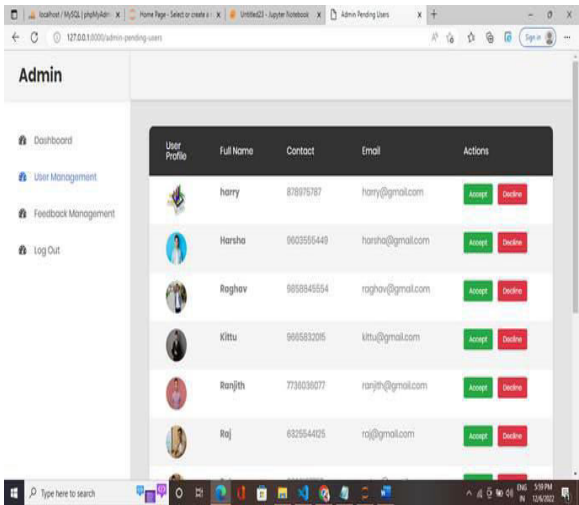 localhost / MySQL | phpMyAdm
Home Page - Select or create a
Untitled23 - Jupyter Notebook
Admin Pending Users
127.0.0.1:8000/admin-pending-users
Sign in
Admin
Dashboard
User Management
Feedback Management
Log Out
User Profile Full Name Contact Email Actions
harry 878975787 harry@gmail.com Accept Decline
Harsha 9603555449 harsha@gmail.com Accept Decline
Raghav 9858845554 raghav@gmail.com Accept Decline
Kittu 9665832015 kittu@gmail.com Accept Decline
Ranjith 7736036077 ranjith@gmail.com Accept Decline
Raj 6325544125 raj@gmail.com Accept Decline
Type here to search
ENG 5:59 PM
IN 12/6/2022